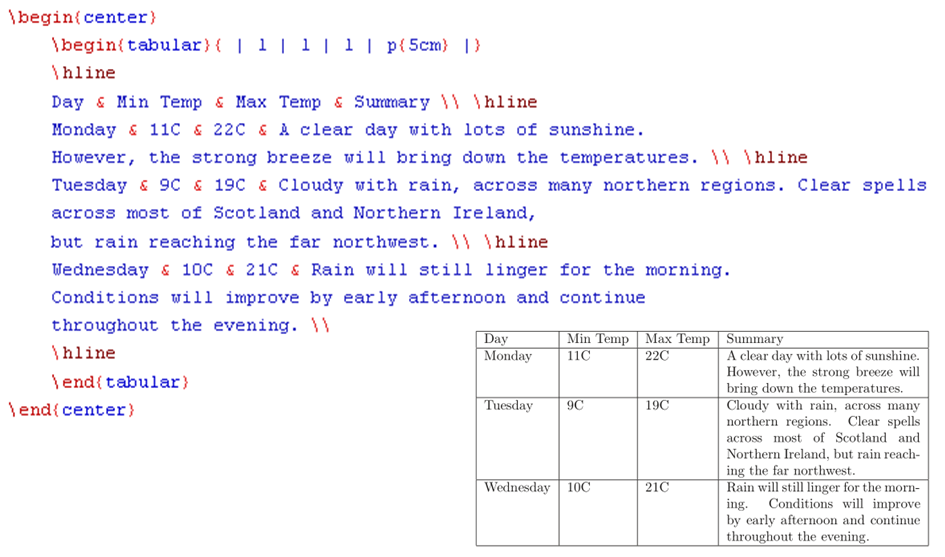 \begin{center}
\begin{tabular}{ | l | l | l | p{5cm} |}
\hline
Day & Min Temp & Max Temp & Summary \\ \hline
Monday & 11C & 22C & A clear day with lots of sunshine.
However, the strong breeze will bring down the temperatures. \\ \hline
Tuesday & 9C & 19C & Cloudy with rain, across many northern regions. Clear spells
across most of Scotland and Northern Ireland,
but rain reaching the far northwest. \\ \hline
Wednesday & 10C & 21C & Rain will still linger for the morning.
Conditions will improve by early afternoon and continue
throughout the evening. \\
\hline
\end{tabular}
\end{center}
Day Min Temp Max Temp Summary
Monday 11C 22C A clear day with lots of sunshine.
However, the strong breeze will
bring down the temperatures.
Tuesday 9C 19C Cloudy with rain, across many
northern regions. Clear spells
across most of Scotland and
Northern Ireland, but rain reach-
ing the far northwest.
Wednesday 10C 21C Rain will still linger for the morn-
ing. Conditions will improve
by early afternoon and continue
throughout the evening.